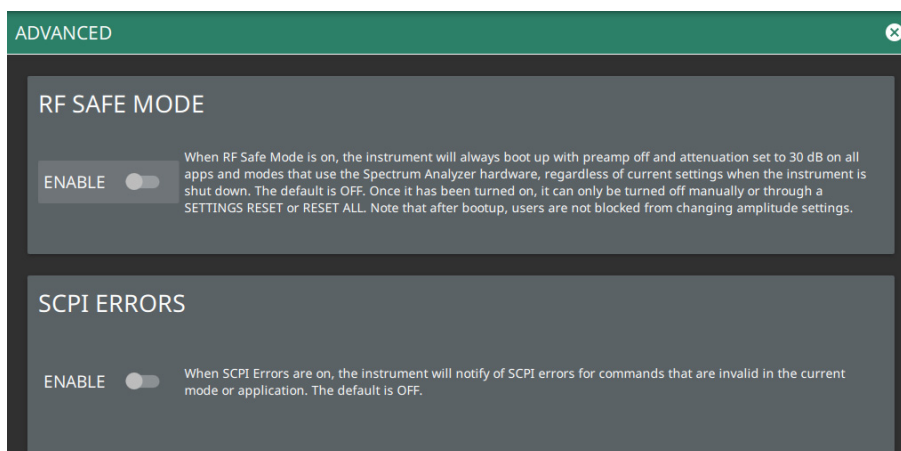 ADVANCED
RF SAFE MODE
ENABLE
When RF Safe Mode is on, the instrument will always boot up with preamp off and attenuation set to 30 dB on all
apps and modes that use the Spectrum Analyzer hardware, regardless of current settings when the instrument is
shut down. The default is OFF. Once it has been turned on, it can only be turned off manually or through a
SETTINGS RESET or RESET ALL. Note that after bootup, users are not blocked from changing amplitude settings.
SCPI ERRORS
ENABLE
When SCPI Errors are on, the instrument will notify of SCPI errors for commands that are invalid in the current
mode or application. The default is OFF.